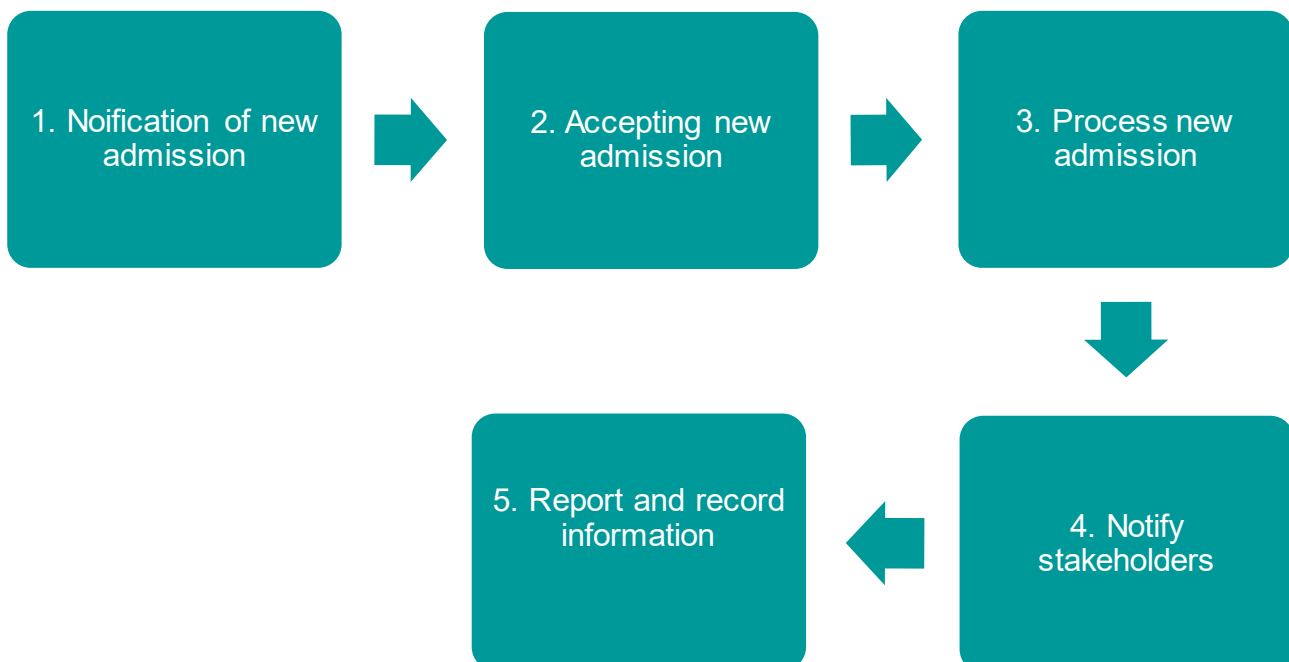 1. Noification of new
admission
2. Accepting new
admission
3. Process new
admission
4. Notify
stakeholders
5. Report and record
information